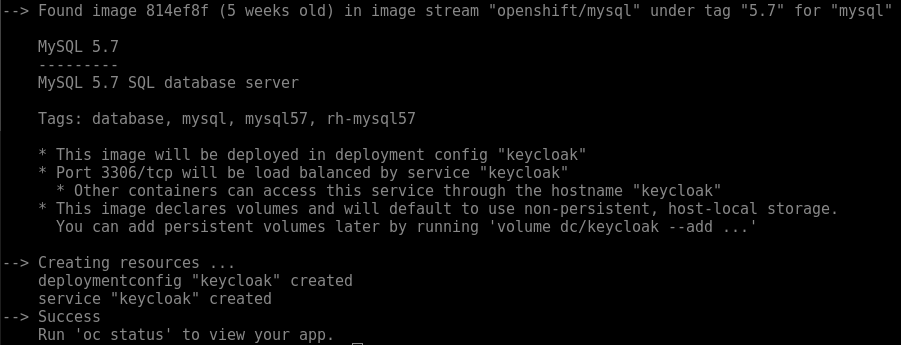 --> Found image 814ef8f (5 weeks old) in image stream "openshift/mysql" under tag "5.7" for "mysql"
MySQL 5.7
---------
MySQL 5.7 SQL database server
Tags: database, mysql, mysql57, rh-mysql57
* This image will be deployed in deployment config "keycloak"
* Port 3306/tcp will be load balanced by service "keycloak"
* Other containers can access this service through the hostname "keycloak"
* This image declares volumes and will default to use non-persistent, host-local storage.
You can add persistent volumes later by running 'volume dc/keycloak --add ...'
--> Creating resources ...
deploymentconfig "keycloak" created
service "keycloak" created
--> Success
Run 'oc status' to view your app.